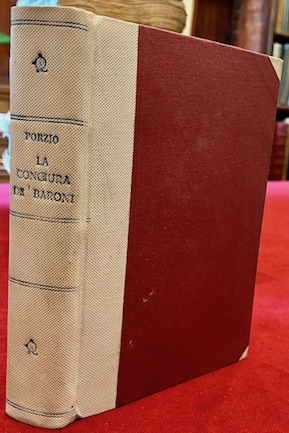 PORZIO
LA
CONGIURA
DE' BARONI